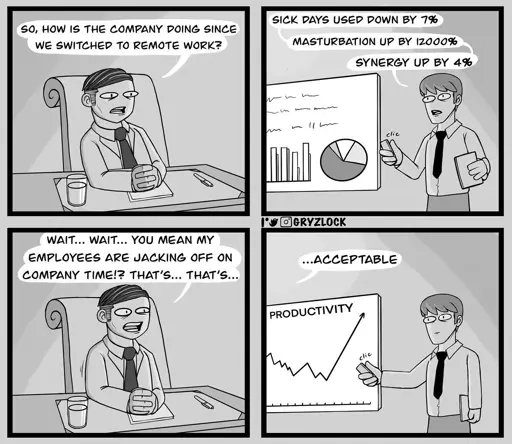 SO, HOW IS THE COMPANY DOING SINCE
WE SWITCHED TO REMOTE WORK?
SICK DAYS USED DOWN BY 7%
MASTURBATION UP BY 12000%
SYNERGY UP BY 4%
clic
GRYZLOCK
WAIT... WAIT... YOU MEAN MY
EMPLOYEES ARE JACKING OFF ON
COMPANY TIME!? THAT'S... THAT'S...
...ACCEPTABLE
PRODUCTIVITY
clic